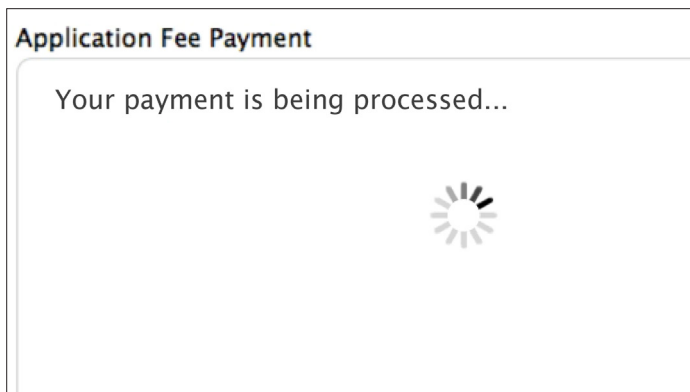 Application Fee Payment
Your payment is being processed...